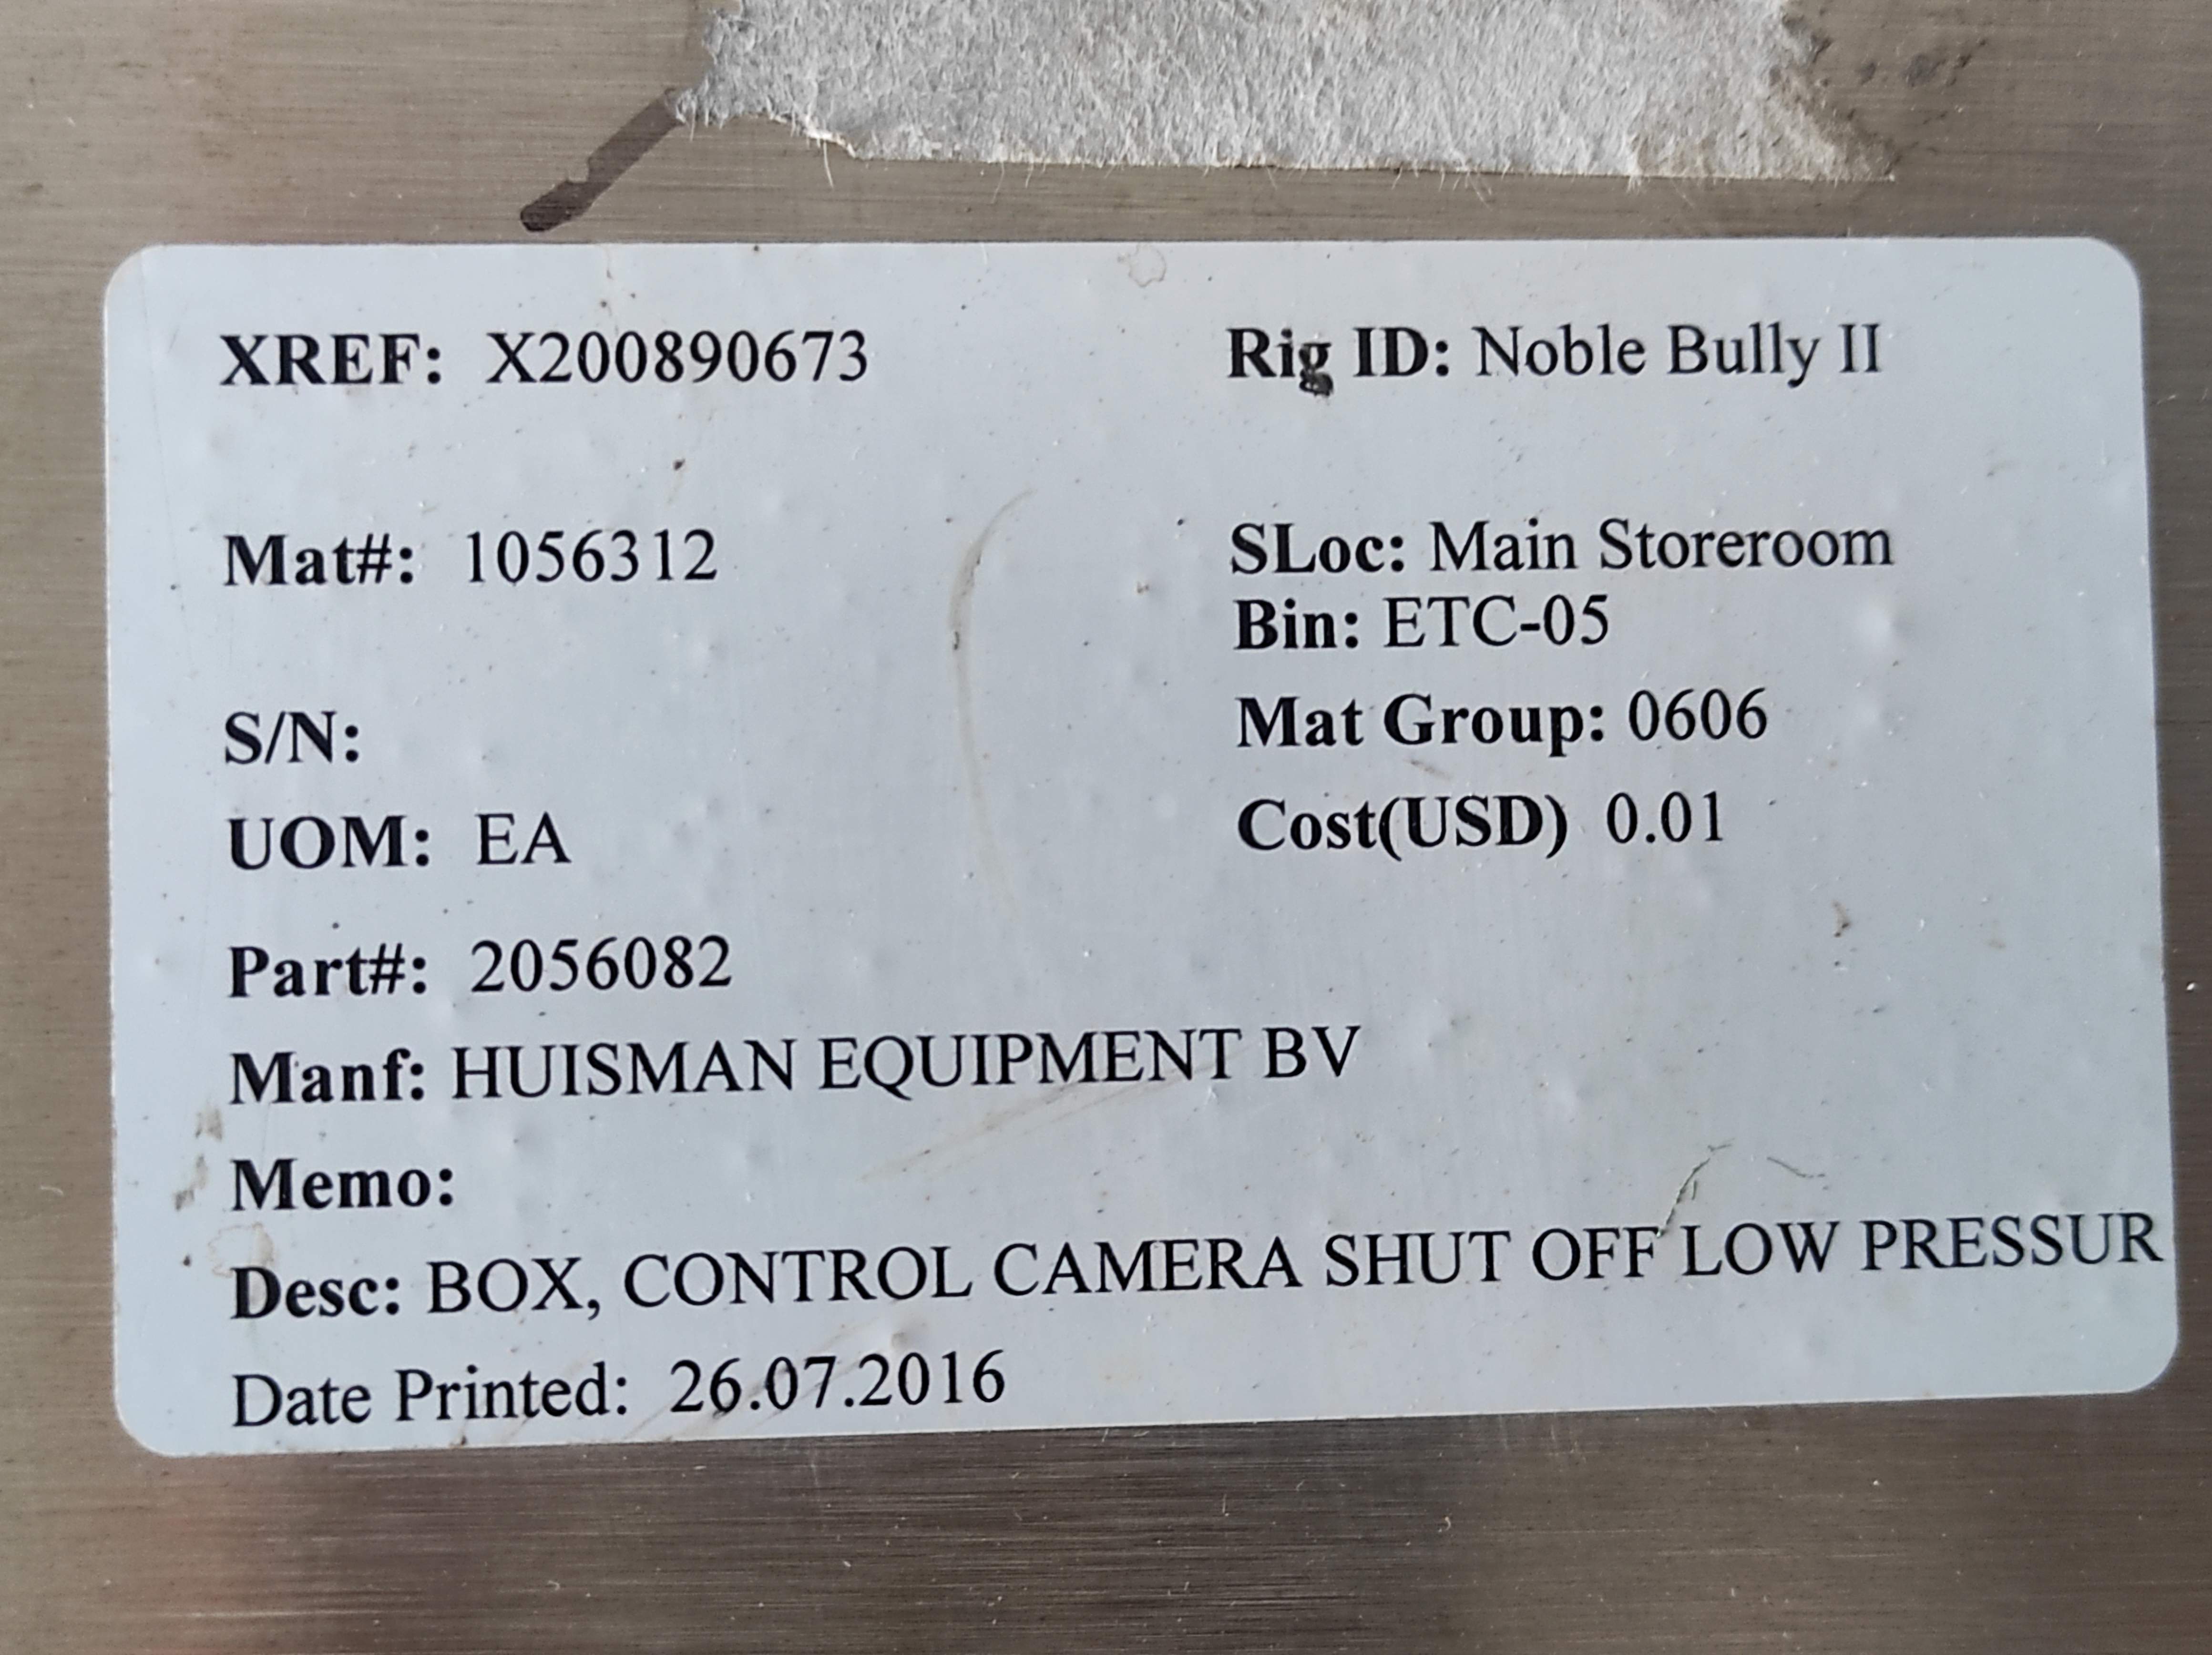 XREF: X200890673 Rig ID: Noble Bully II
Mat#: 1056312 SLoc: Main Storeroom
Bin: ETC-05
S/N: Mat Group: 0606
UOM: EA Cost(USD) 0.01
Part#: 2056082
Manf: HUISMAN EQUIPMENT BV
Memo:
Desc: BOX, CONTROL CAMERA SHUT OFF LOW PRESSUR
Date Printed: 26.07.2016